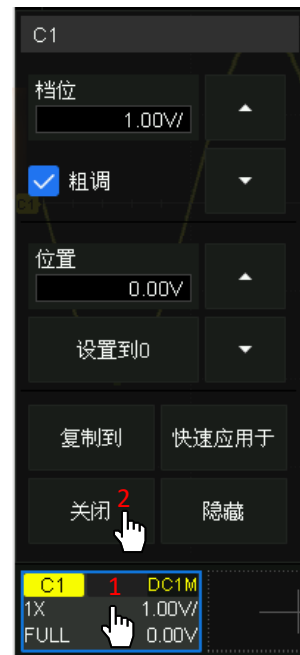 C1
档位
1.00V/
粗调
C1
位置
0.00V
设置到0
复制到 快速应用于
关闭 2 隐藏
C1 1 DC1M
1X 1.00V/
FULL 0.00V